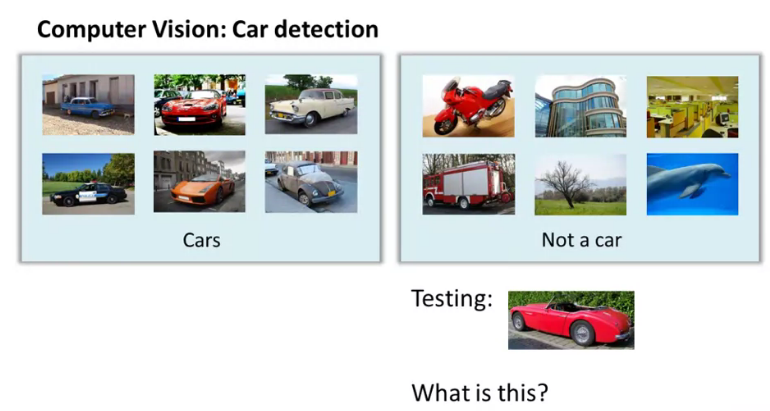 Computer Vision: Car detection
Cars
Not a car
Testing:
What is this?